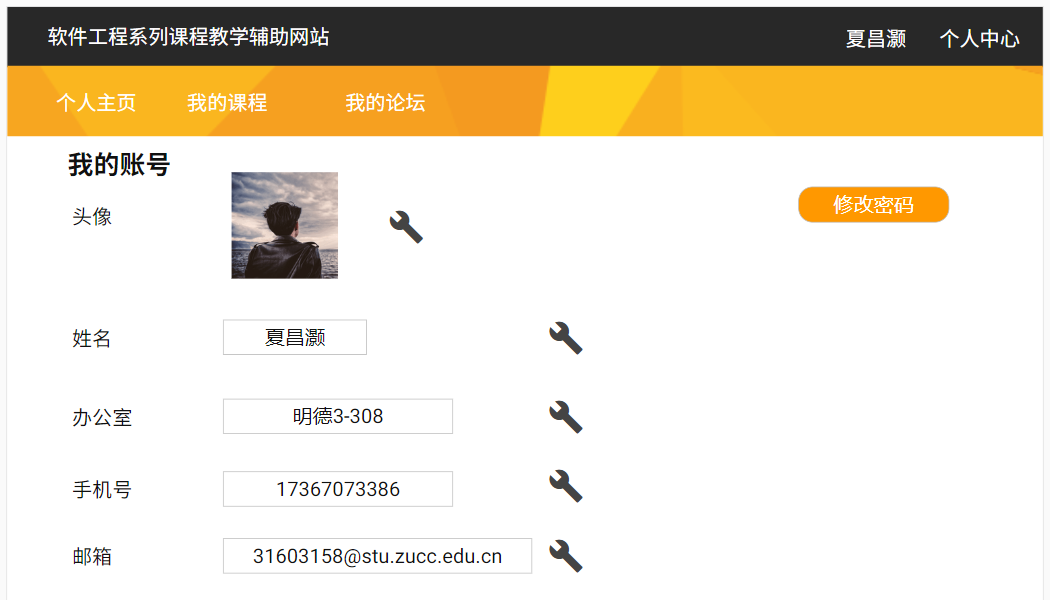 软件工程系列课程教学辅助网站 夏昌灏 个人中心
个人主页 我的课程 我的论坛
我的账号
头像 修改密码
姓名 夏昌灏
办公室 明德3-308
手机号 17367073386
邮箱 31603158@stu.zucc.edu.cn